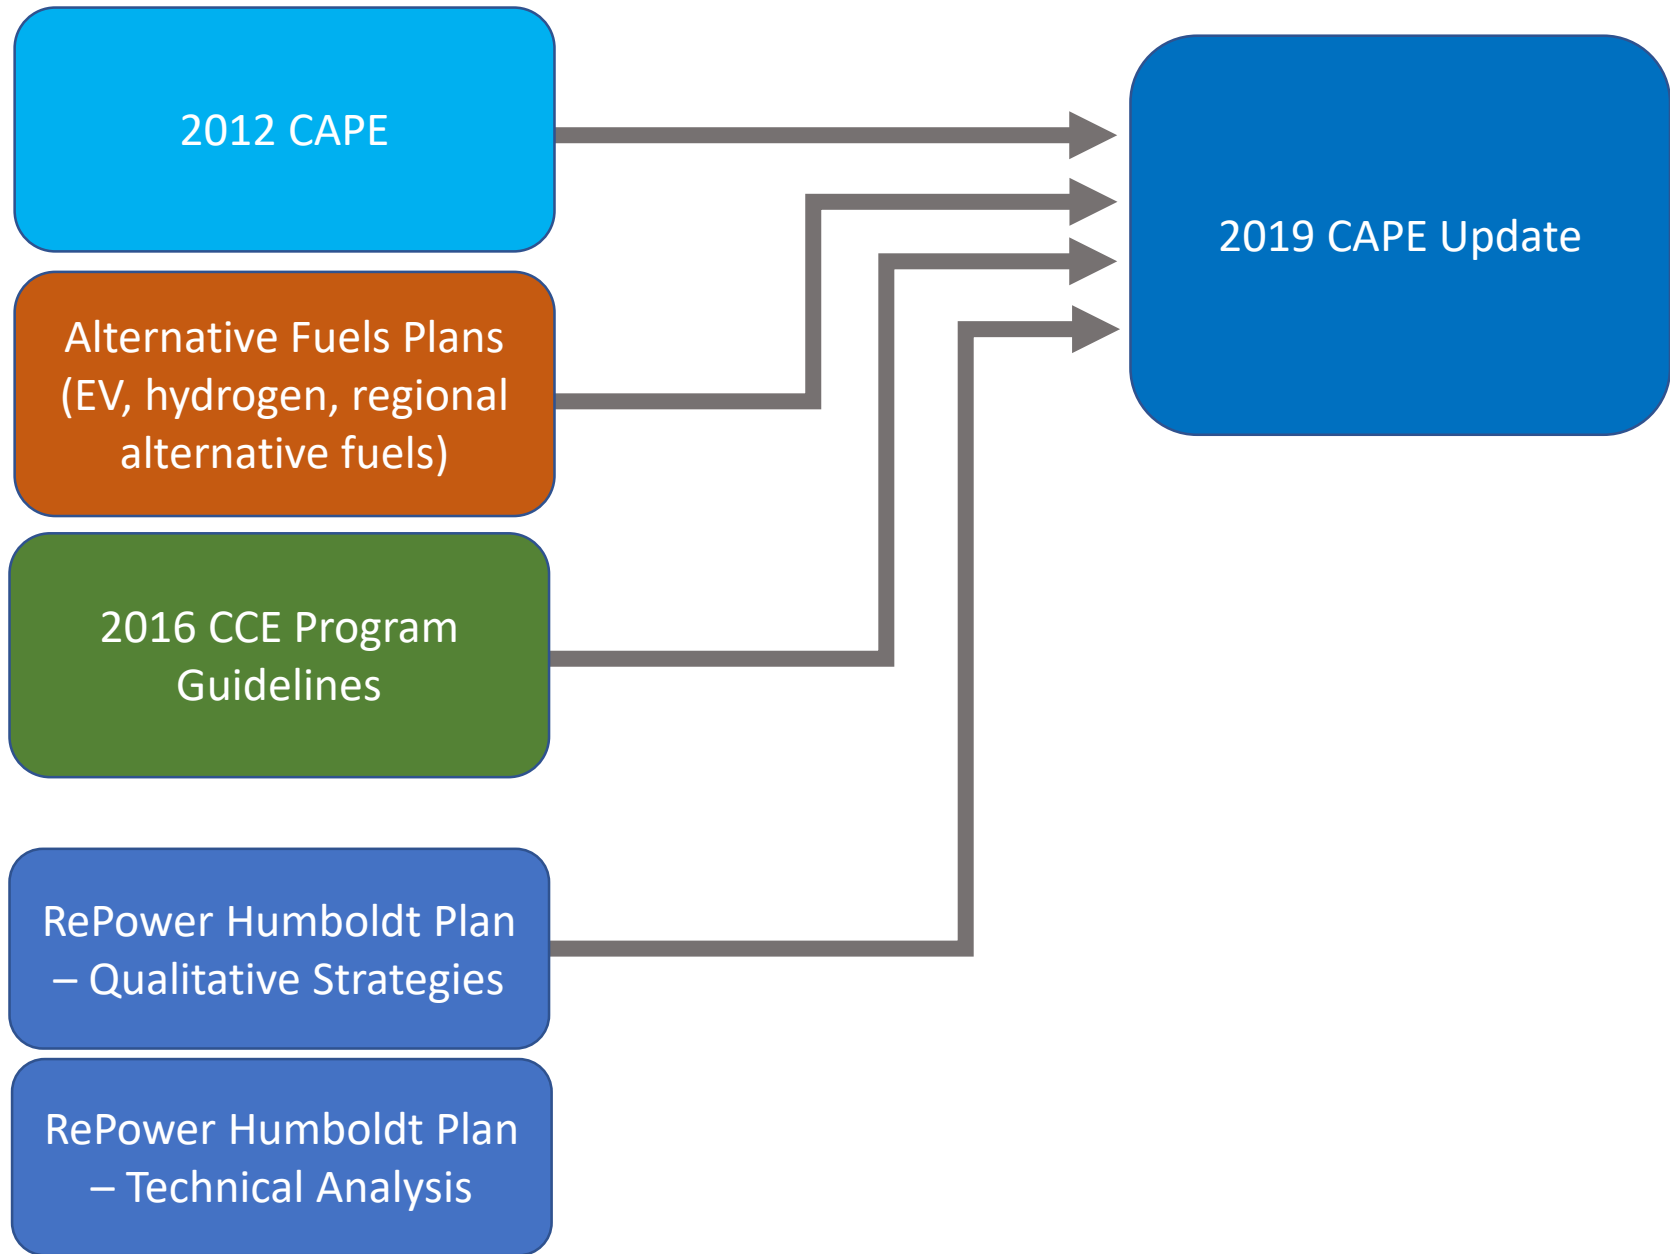 2012 CAPE
2019 CAPE Update
Alternative Fuels Plans
(EV, hydrogen, regional
alternative fuels)
2016 CCE Program
Guidelines
RePower Humboldt Plan
– Qualitative Strategies
RePower Humboldt Plan
– Technical Analysis